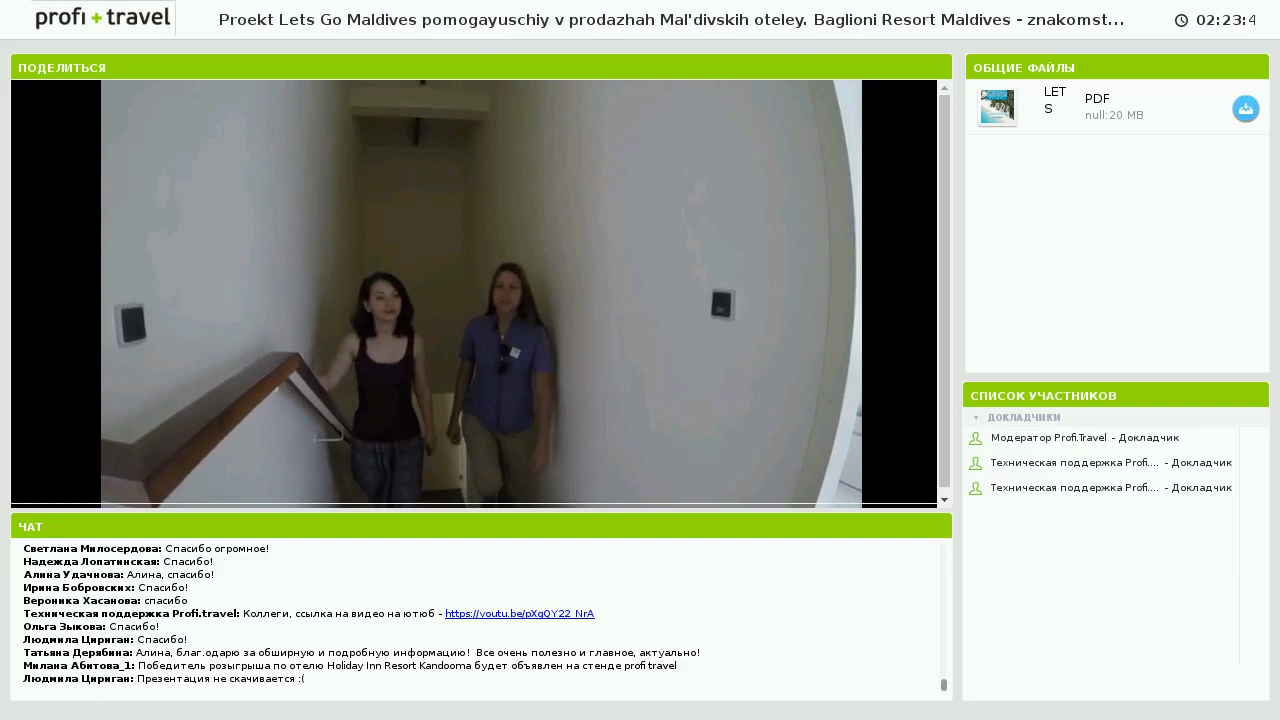 profi + travel
Proekt Lets Go Maldives pomogayuschiy v prodazhah Mal'divskih oteley. Baglioni Resort Maldives - znakomst...
02:23:4
ПОДЕЛИТЬСЯ
ОБЩИЕ ФАЙЛЫ
LET
S
PDF
null:20 MB
СПИСОК УЧАСТНИКОВ
ДОКЛАДЧИКИ
Модератор Profi.Travel - Докладчик
Техническая поддержка Profi.... - Докладчик
Техническая поддержка Profi.... - Докладчик
ЧАТ
Светлана Милосердова: Спасибо огромное!
Надежда Лопатинская: Спасибо!
Алина Удачнова: Алина, спасибо!
Ирина Бобровских: Спасибо!
Вероника Хасанова: спасибо
Техническая поддержка Profi.travel: Коллеги, ссылка на видео на ютюб - https://youtu.be/pXgQY22_NrA
Ольга Зыкова: Спасибо!
Людмила Цириган: Спасибо!
Татьяна Дерябина: Алина, благ.одарю за обширную и подробную информацию! Все очень полезно и главное, актуально!
Милана Абитова_1: Победитель розыгрыша по отелю Holiday Inn Resort Kandooma будет объявлен на стенде profi travel
Людмила Цириган: Презентация не скачивается :(